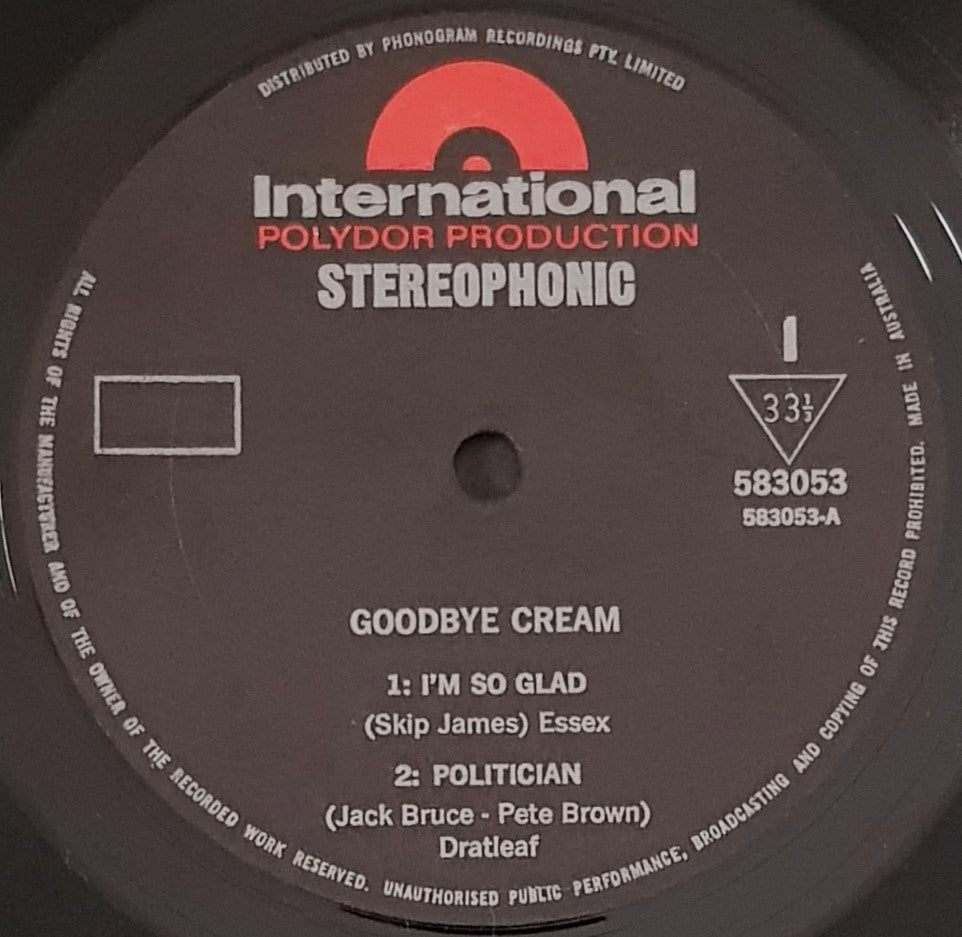 DISTRIBUTED BY PHONOGRAM RECORDINGS PTY. LIMITED
International
POLYDOR PRODUCTION
STEREOPHONIC
1
33⅓
583053
583053-A
GOODBYE CREAM
1: I'M SO GLAD
(Skip James) Essex
2: POLITICIAN
(Jack Bruce - Pete Brown)
Dratleaf
ALL RIGHTS OF THE MANUFACTURER AND OF THE OWNER OF THE RECORDED WORK RESERVED. UNAUTHORISED PUBLIC PERFORMANCE, BROADCASTING AND COPYING OF THIS RECORD PROHIBITED. MADE IN AUSTRALIA